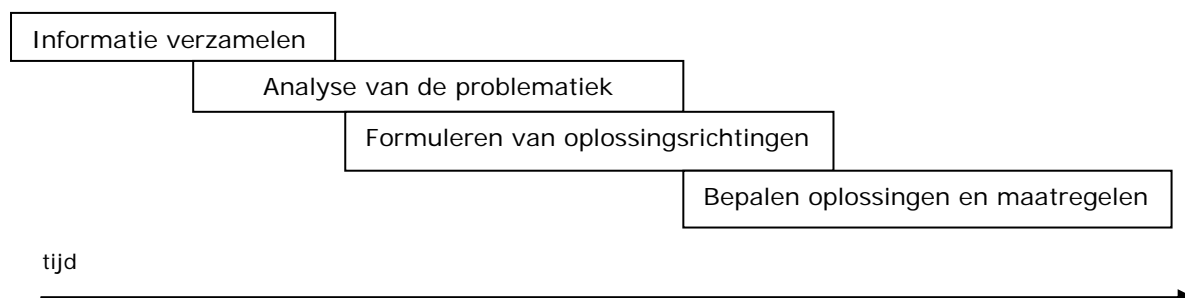 Informatie verzamelen
Analyse van de problematiek
Formuleren van oplossingsrichtingen
Bepalen oplossingen en maatregelen
tijd